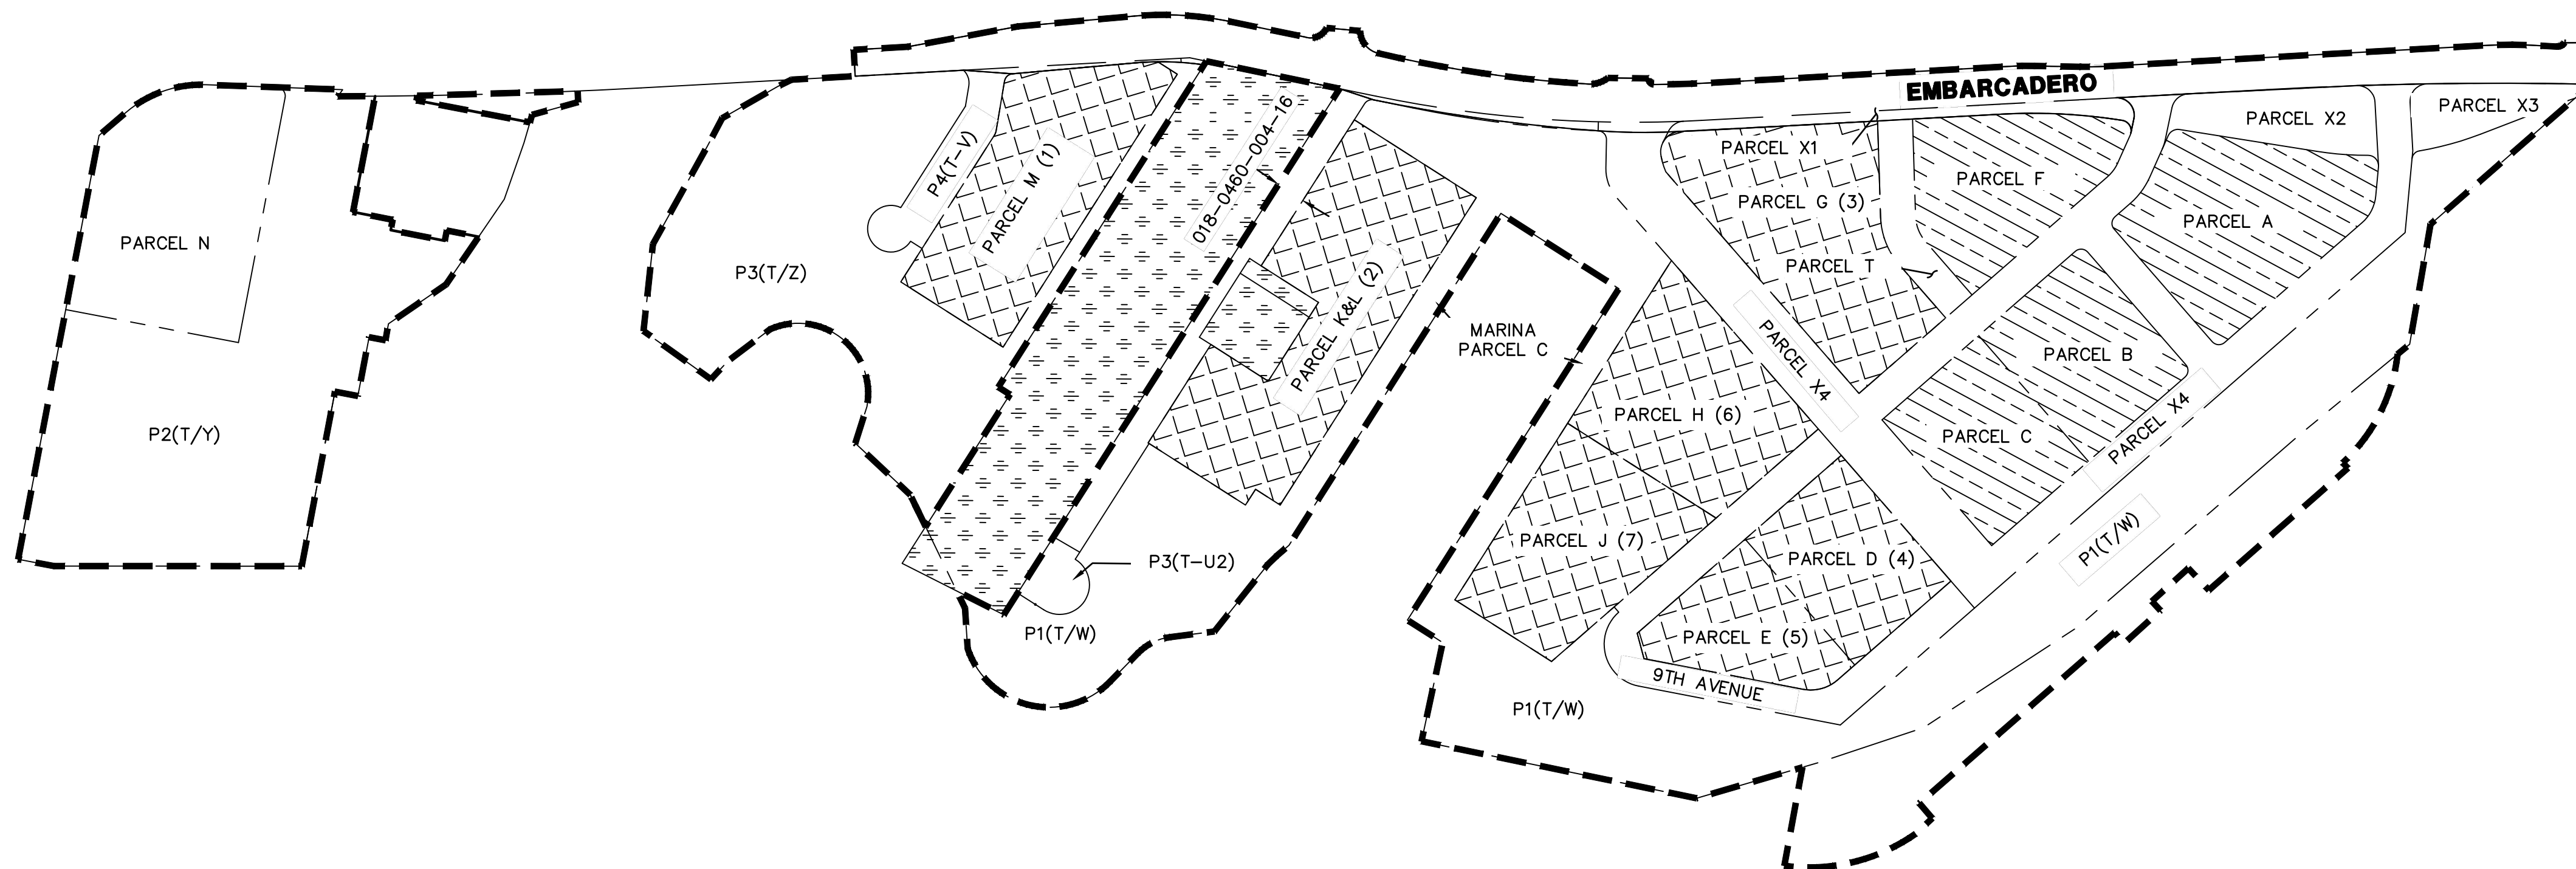 EMBARCADERO
PARCEL X3
PARCEL X2
PARCEL X1
P4(T-V)
PARCEL M (1)
018-0460-004-16
PARCEL F
PARCEL G (3)
PARCEL A
PARCEL N
P3(T/Z)
PARCEL T
PARCEL K&L (2)
MARINA
PARCEL C
PARCEL X4
PARCEL B
PARCEL H (6)
P2(T/Y)
PARCEL C
PARCEL X4
PARCEL J (7)
P1(T/W)
PARCEL D (4)
P3(T-U2)
P1(T/W)
PARCEL E (5)
9TH AVENUE
P1(T/W)